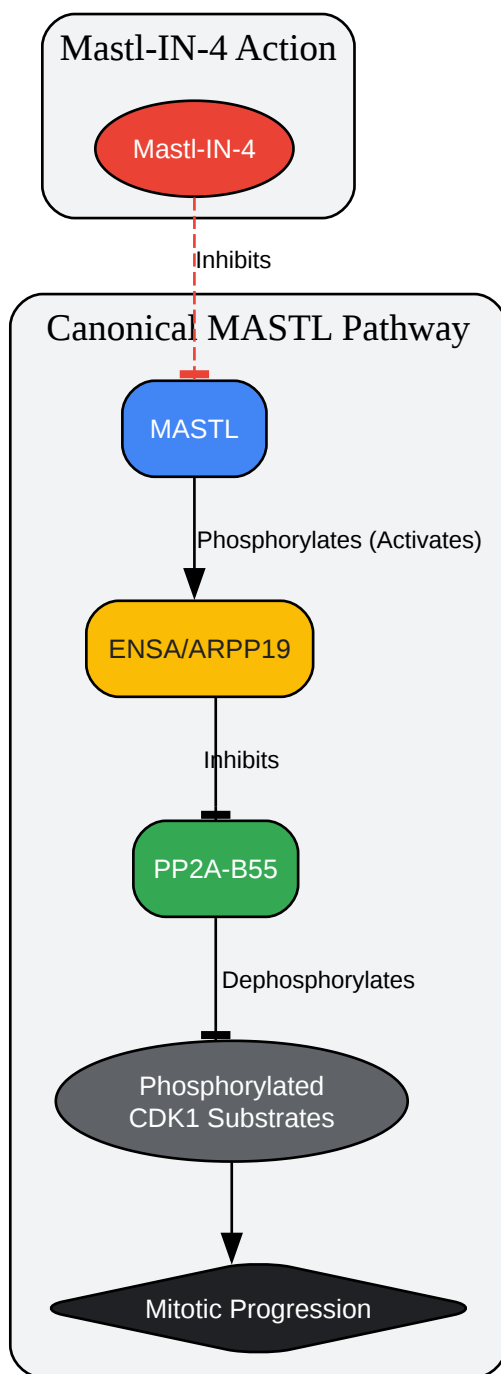 Mastl-IN-4 Action
Mastl-IN-4
Inhibits
Canonical MASTL Pathway
MASTL
Phosphorylates (Activates)
ENSA/ARPP19
Inhibits
PP2A-B55
Dephosphorylates
Phosphorylated
CDK1 Substrates
Mitotic Progression